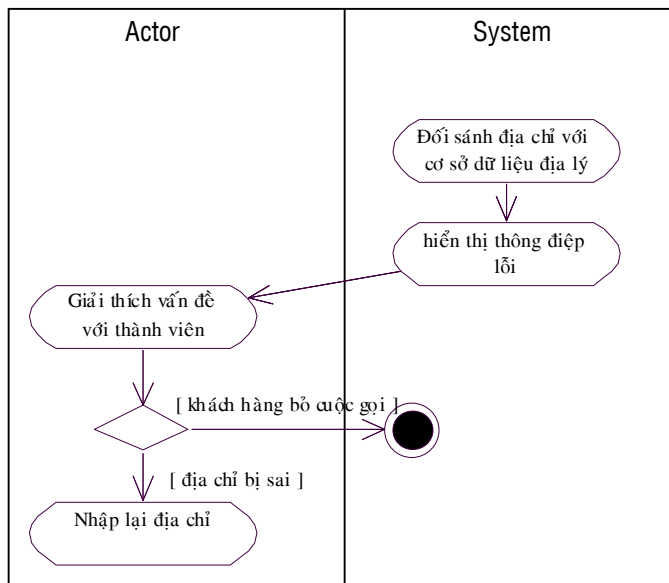 Actor
System
Đối sánh địa chỉ với
cơ sở dữ liệu địa lý
hiển thị thông điệp
lỗi
Giải thích vấn đề
với thành viên
[ khách hàng bỏ cuộc gọi ]
[ địa chỉ bị sai ]
Nhập lại địa chỉ